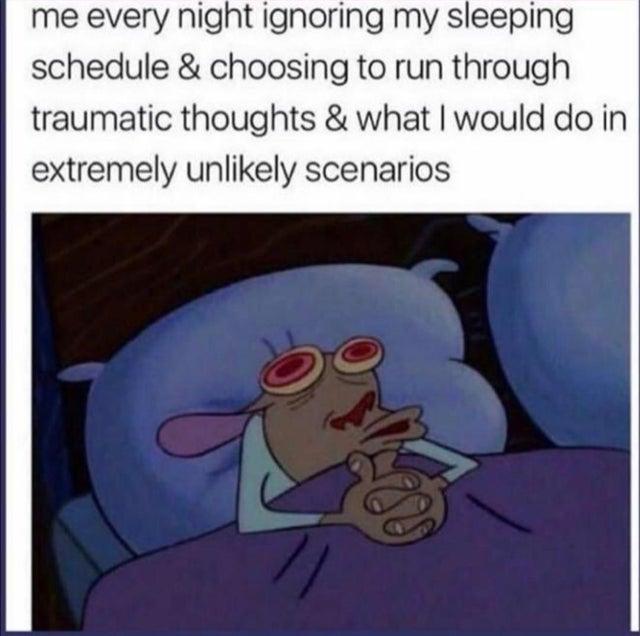 me every night ignoring my sleeping
schedule & choosing to run through
traumatic thoughts & what I would do in
extremely unlikely scenarios